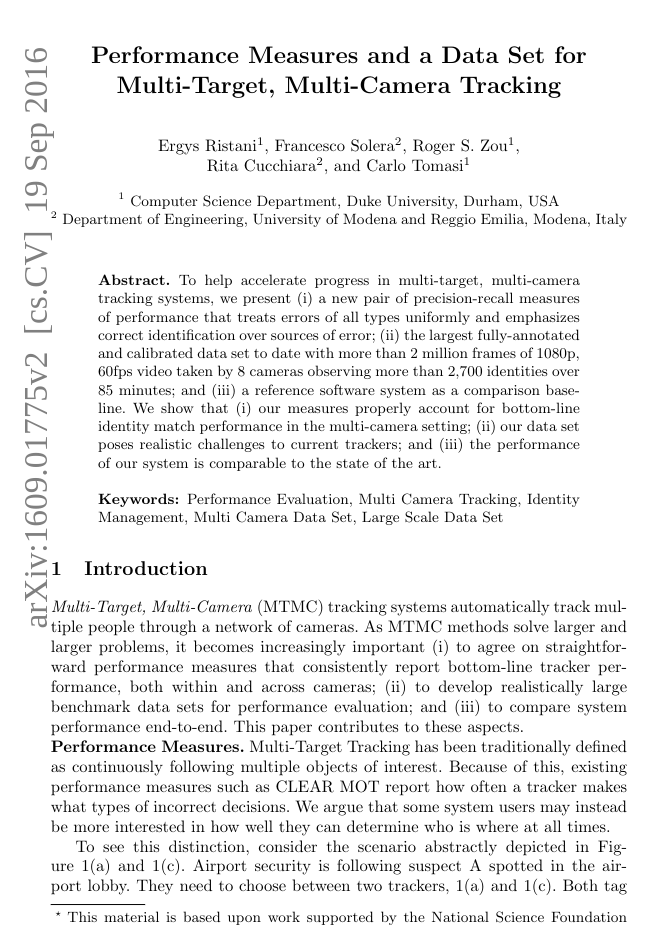 Performance Measures and a Data Set for
Multi-Target, Multi-Camera Tracking
Ergys Ristani1, Francesco Solera2, Roger S. Zou1,
Rita Cucchiara2, and Carlo Tomasi1
1 Computer Science Department, Duke University, Durham, USA
2 Department of Engineering, University of Modena and Reggio Emilia, Modena, Italy
Abstract. To help accelerate progress in multi-target, multi-camera
tracking systems, we present (i) a new pair of precision-recall measures
of performance that treats errors of all types uniformly and emphasizes
correct identification over sources of error; (ii) the largest fully-annotated
and calibrated data set to date with more than 2 million frames of 1080p,
60fps video taken by 8 cameras observing more than 2,700 identities over
85 minutes; and (iii) a reference software system as a comparison base-
line. We show that (i) our measures properly account for bottom-line
identity match performance in the multi-camera setting; (ii) our data set
poses realistic challenges to current trackers; and (iii) the performance
of our system is comparable to the state of the art.
Keywords: Performance Evaluation, Multi Camera Tracking, Identity
Management, Multi Camera Data Set, Large Scale Data Set
1 Introduction
Multi-Target, Multi-Camera (MTMC) tracking systems automatically track mul-
tiple people through a network of cameras. As MTMC methods solve larger and
larger problems, it becomes increasingly important (i) to agree on straightfor-
ward performance measures that consistently report bottom-line tracker per-
formance, both within and across cameras; (ii) to develop realistically large
benchmark data sets for performance evaluation; and (iii) to compare system
performance end-to-end. This paper contributes to these aspects.
Performance Measures. Multi-Target Tracking has been traditionally defined
as continuously following multiple objects of interest. Because of this, existing
performance measures such as CLEAR MOT report how often a tracker makes
what types of incorrect decisions. We argue that some system users may instead
be more interested in how well they can determine who is where at all times.
To see this distinction, consider the scenario abstractly depicted in Fig-
ure 1(a) and 1(c). Airport security is following suspect A spotted in the air-
port lobby. They need to choose between two trackers, 1(a) and 1(c). Both tag
* This material is based upon work supported by the National Science Foundation
arXiv:1609.01775v2 [cs.CV] 19 Sep 2016